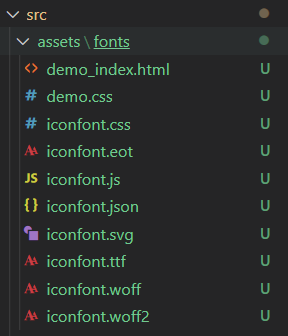 src
assets\fonts
<> demo_index.html U
# demo.css U
# iconfont.css U
iconfont.eot U
JS iconfont.js U
{} iconfont.json U
iconfont.svg U
iconfont.ttf U
iconfont.woff U
iconfont.woff2 U